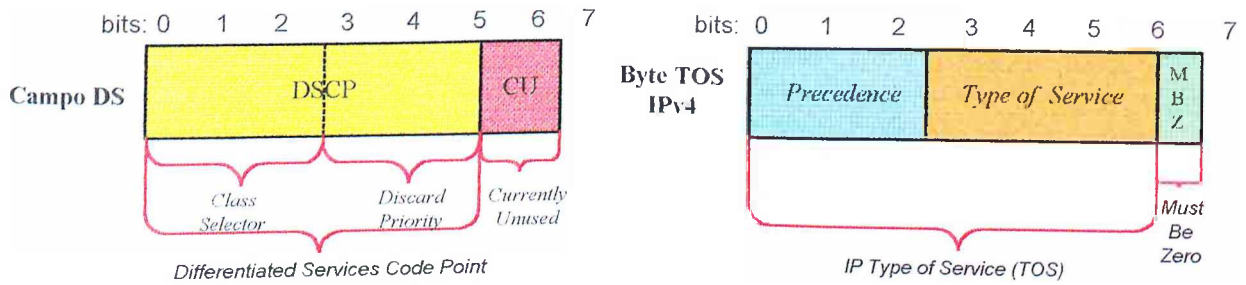 bits: 0 1 2 3 4 5 6 7
Campo DS
DSCP
CU
Class
Selector
Discard
Priority
Currently
Unused
Differentiated Services Code Point
bits: 0 1 2 3 4 5 6 7
Byte TOS
IPv4
Precedence
Type of Service
M
B
Z
Must
Be
Zero
IP Type of Service (TOS)